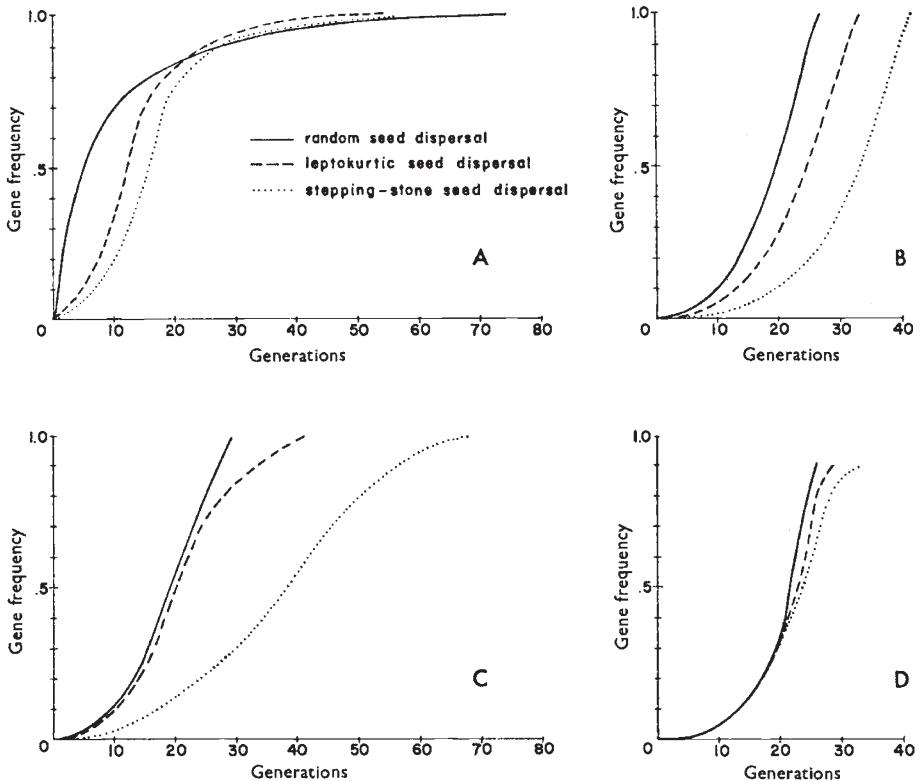 1.0
.5
0
Gene frequency
10 20 30 40 50 60 70 80
Generations
random seed dispersal
leptokurtic seed dispersal
stepping-stone seed dispersal
A
1.0
.5
0
Gene frequency
10 20 30 40
Generations
B
1.0
.5
0
Gene frequency
10 20 30 40 50 60 70 80
Generations
C
1.0
.5
0
Gene frequency
10 20 30 40
Generations
D